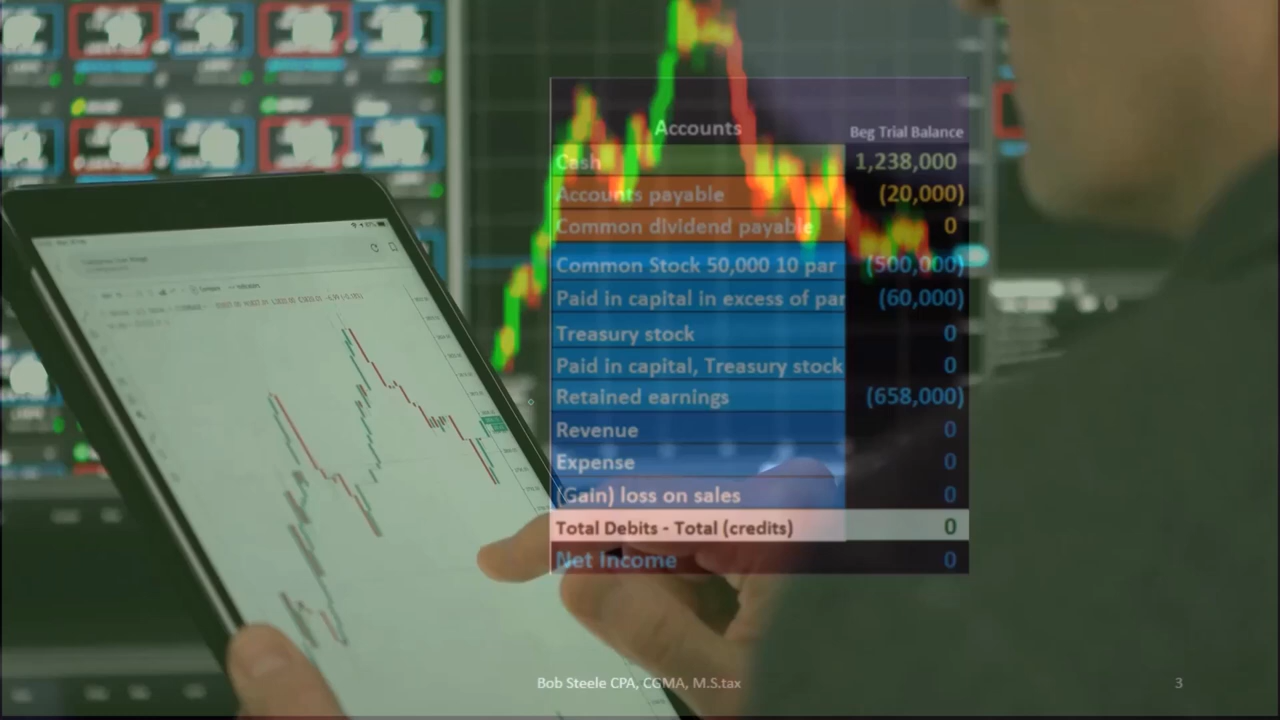 Accounts Beg Trial Balance
Cash 1,238,000
Accounts payable (20,000)
Common dividend payable 0
Common Stock 50,000 10 par (500,000)
Paid in capital in excess of par (60,000)
Treasury stock 0
Paid in capital, Treasury stock 0
Retained earnings (658,000)
Revenue 0
Expense 0
(Gain) loss on sales 0
Total Debits - Total (credits) 0
Net Income 0
Bob Steele CPA, CGMA, M.S.tax 3